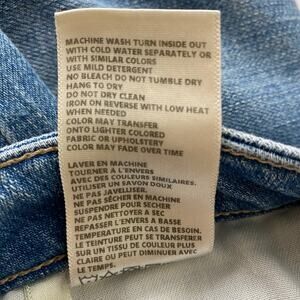 MACHINE WASH TURN INSIDE OUT
WITH COLD WATER SEPARATELY OR
WITH SIMILAR COLORS
USE MILD DETERGENT
NO BLEACH DO NOT TUMBLE DRY
HANG TO DRY
DO NOT DRY CLEAN
IRON ON REVERSE WITH LOW HEAT
WHEN NEEDED
COLOR MAY TRANSFER
ONTO LIGHTER COLORED
FABRIC OR UPHOLSTERY
COLOR MAY FADE OVER TIME
LAVER EN MACHINE
TOURNER À L'ENVERS
AVEC DES COULEURS SIMILAIRES.
UTILISER UN SAVON DOUX
NE PAS JAVELLISER.
NE PAS SÉCHER EN MACHINE
SUSPENDRE POUR SECHER
NE PAS NETTOYER A SEC
REPASSER L'ENVERS A BASSE
TEMPERATURE EN CAS DE BESOIN
LE TEINTURE PEUT SE TRANSFÉRER
SUR UN TISSU DE COULEUR PLUS
CLAIR OU PEUT DIMINUER AVEC
LE TEMPS.